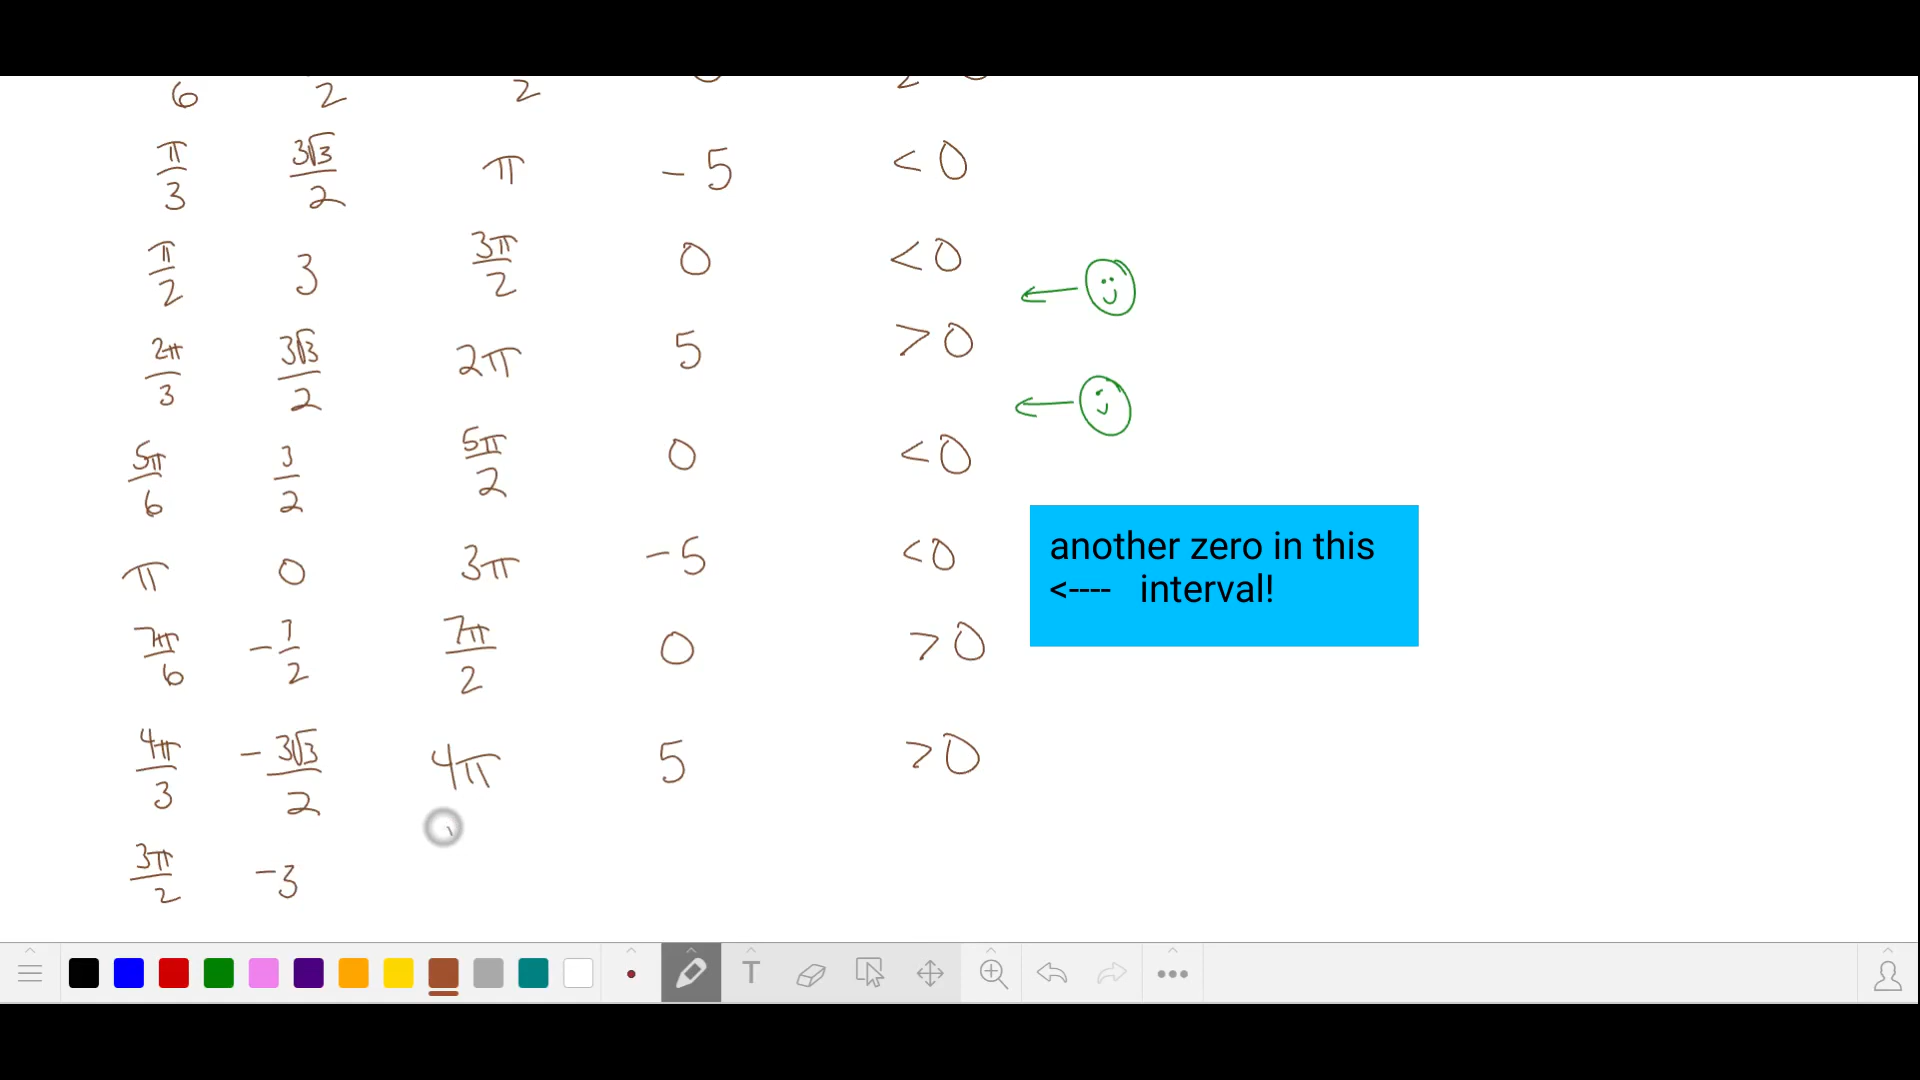 6 2 2
π/3 3√3/2 π -5 <0
π/2 3 3π/2 0 <0
2π/3 3√3/2 2π 5 >0
5π/6 3/2 5π/2 0 <0
π 0 3π -5 <0
another zero in this
<---- interval!
7π/6 -3/2 7π/2 0 >0
4π/3 -3√3/2 4π 5 >0
3π/2 -3
T